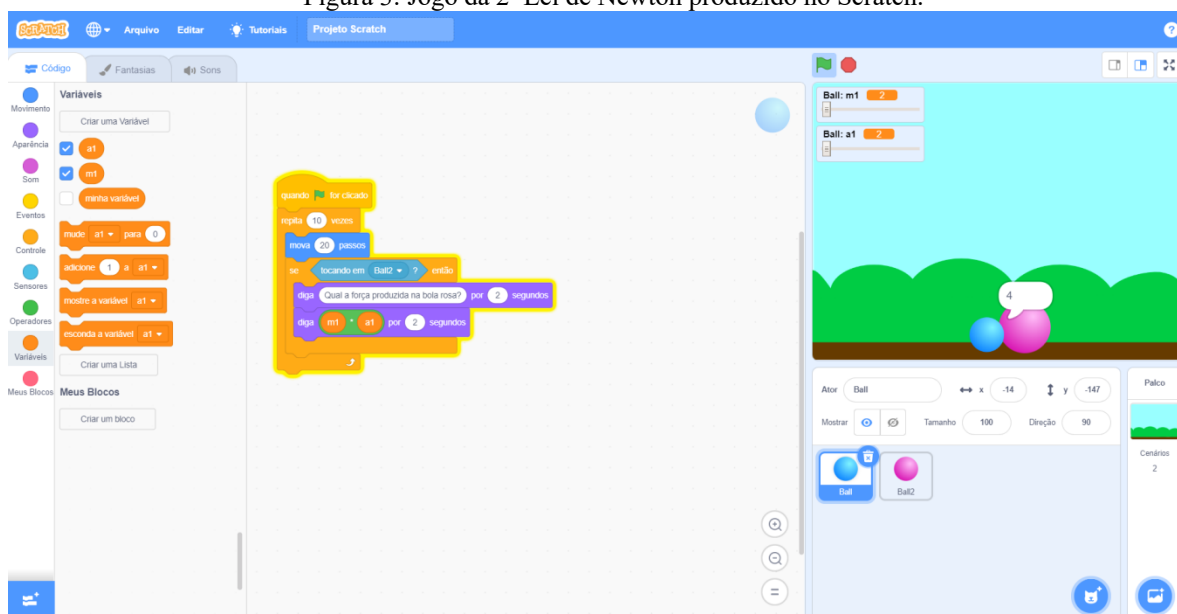 Figura 3: Jogo da 2ª Lei de Newton produzido no Scratch.
SCRATCH Arquivo Editar Tutoriais Projeto Scratch
Código Fantasias Sons
Movimento
Aparência
Som
Eventos
Controle
Sensores
Operadores
Variáveis
Meus Blocos
Variáveis
Criar uma Variável
a1
m1
minha variável
mude a1 para 0
adicione 1 a a1
mostre a variável a1
esconda a variável a1
Criar uma Lista
Meus Blocos
Criar um bloco
quando for clicado
repita 10 vezes
mova 20 passos
se tocando em Ball2 ? então
diga Qual a força produzida na bola rosa? por 2 segundos
diga m1 * a1 por 2 segundos
Ball: m1 2
Ball: a1 2
4
Ator Ball x -14 y -147
Mostrar Tamanho 100 Direção 90
Ball
Ball2
Palco
Cenários
2